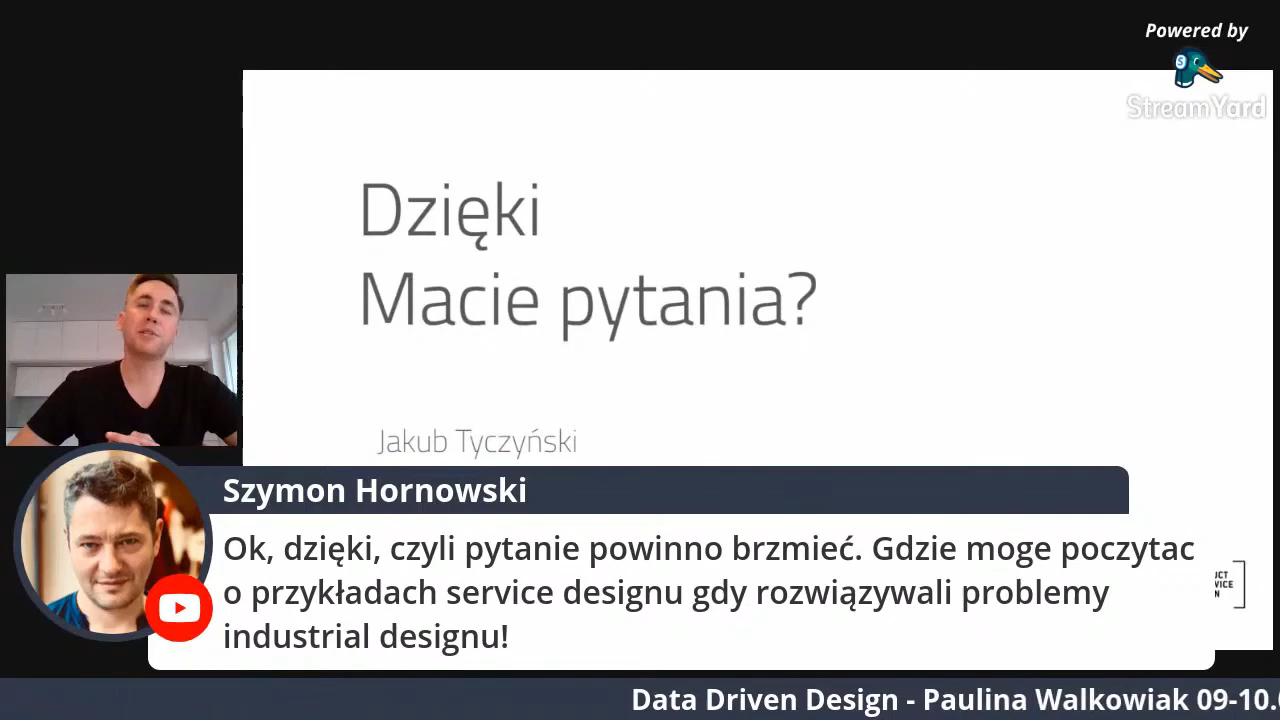 Powered by
StreamYard
Dzięki
Macie pytania?
Jakub Tyczyński
Szymon Hornowski
Ok, dzięki, czyli pytanie powinno brzmieć. Gdzie moge poczytac
o przykładach service designu gdy rozwiązywali problemy
industrial designu!
Data Driven Design - Paulina Walkowiak 09-10.